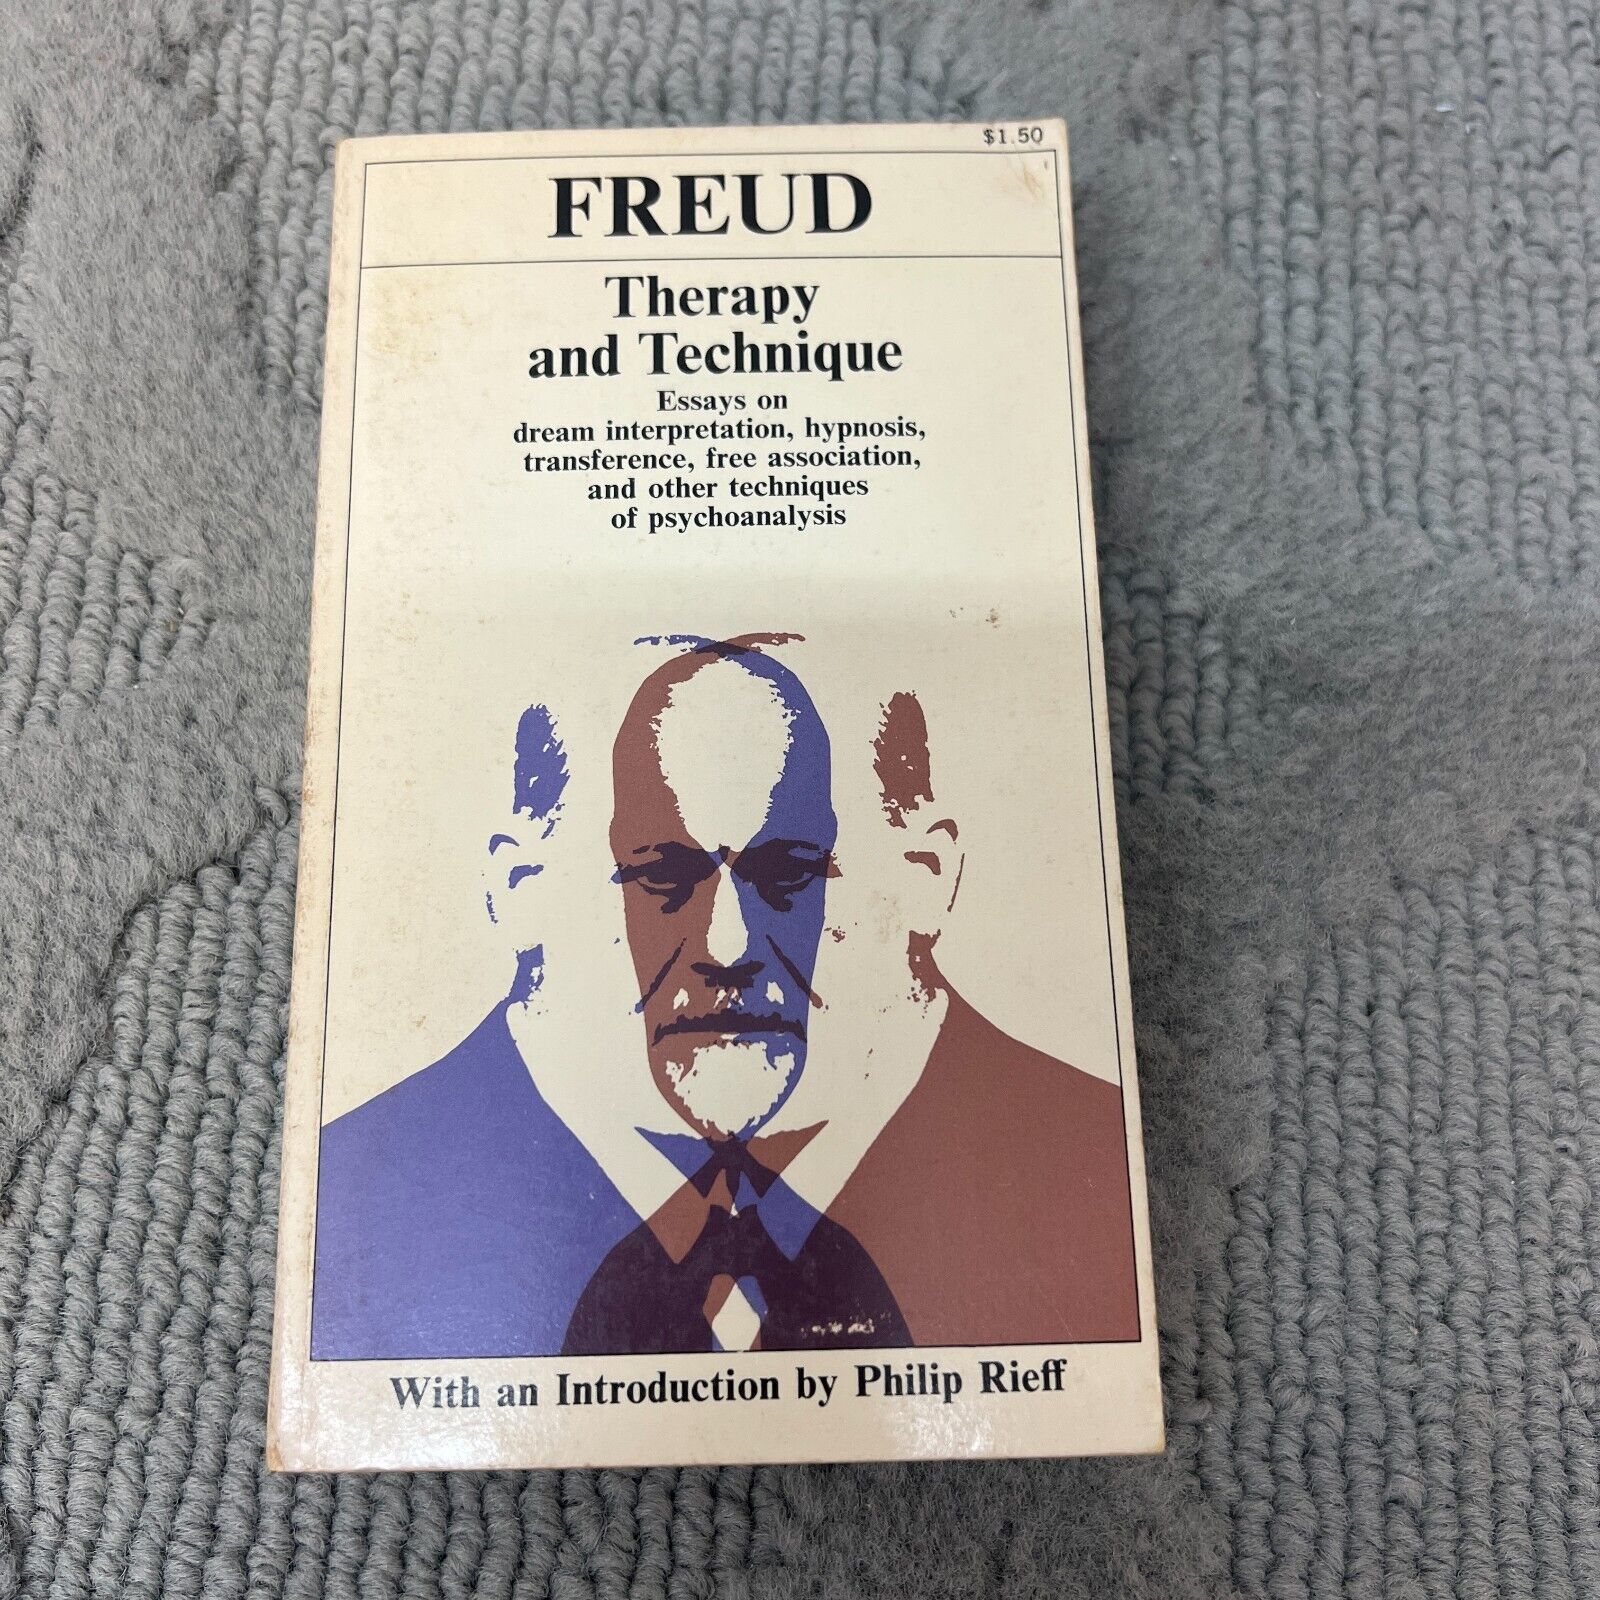 $1.50
FREUD
Therapy
and Technique
Essays on
dream interpretation, hypnosis,
transference, free association,
and other techniques
of psychoanalysis
With an Introduction by Philip Rieff